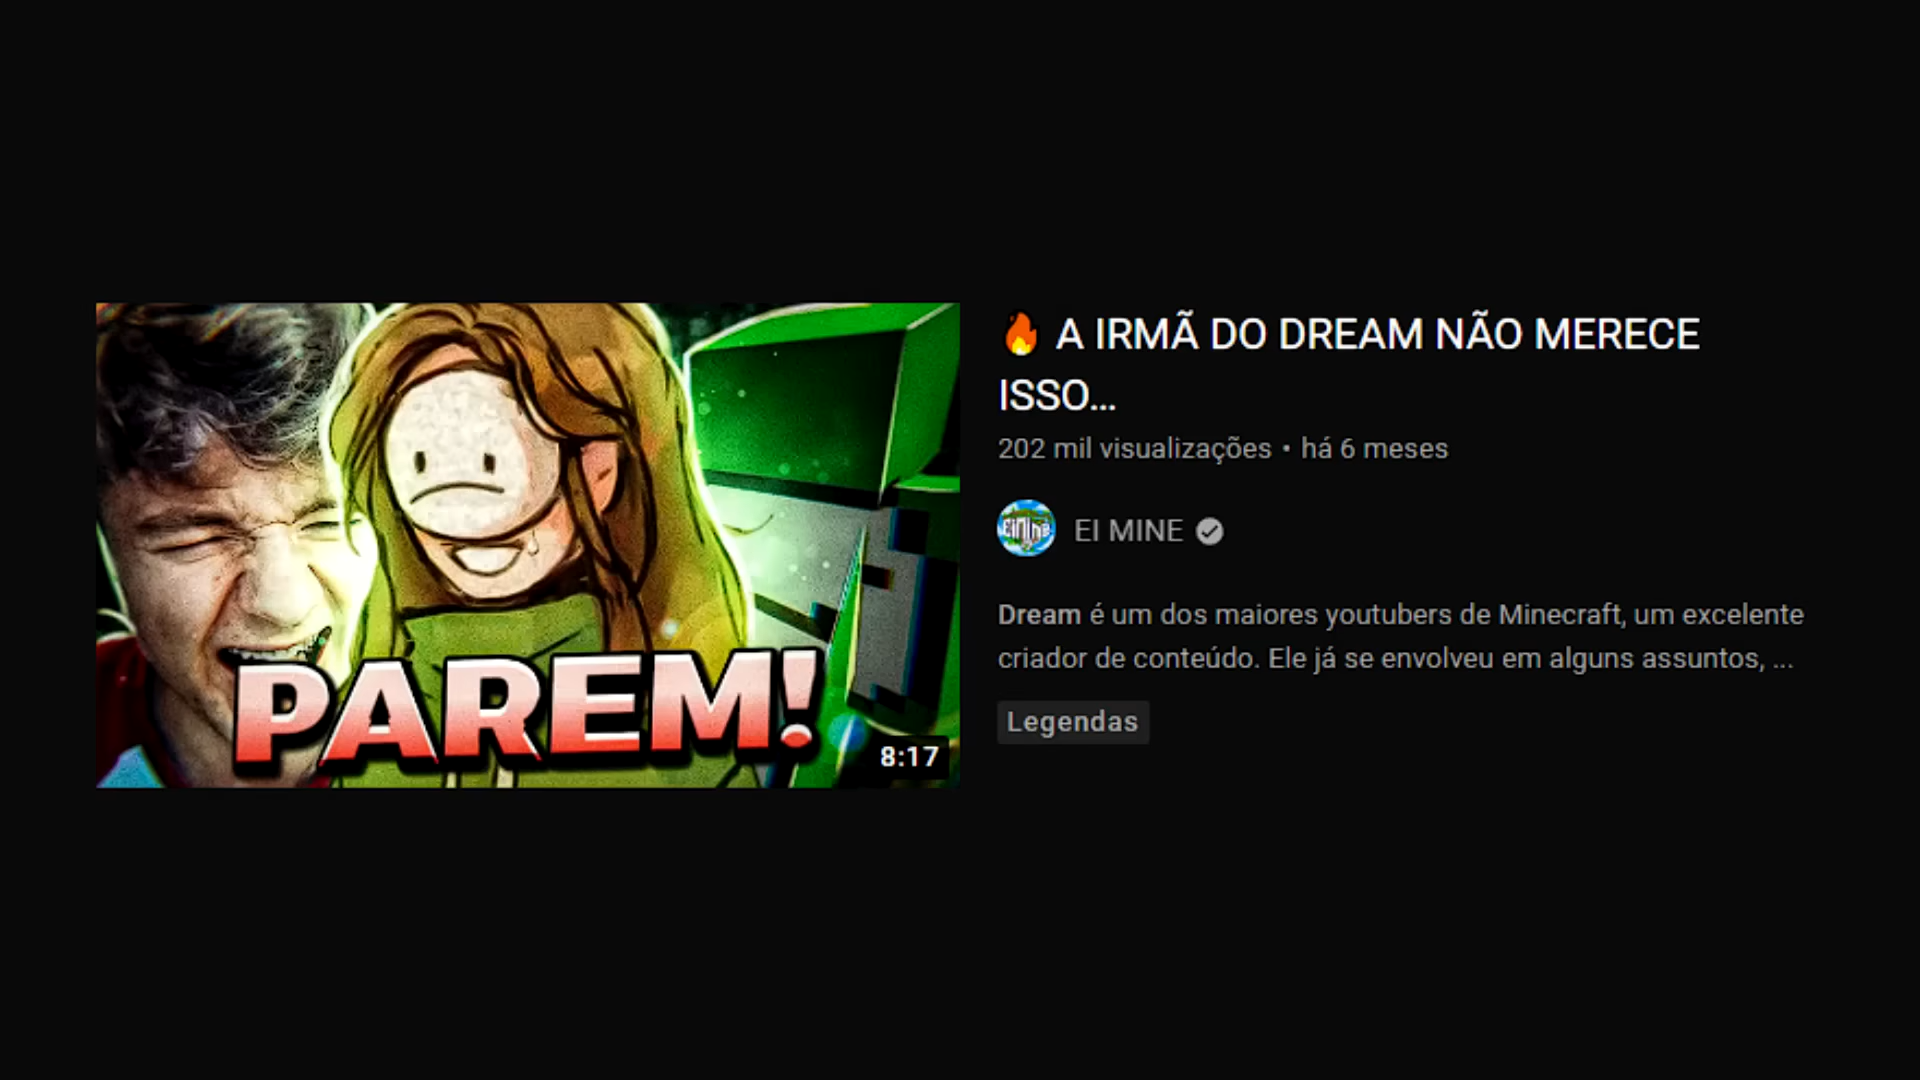 PAREM!
8:17
🔥 A IRMÃ DO DREAM NÃO MERECE
ISSO...
202 mil visualizações • há 6 meses
EI MINE
Dream é um dos maiores youtubers de Minecraft, um excelente
criador de conteúdo. Ele já se envolveu em alguns assuntos, ...
Legendas